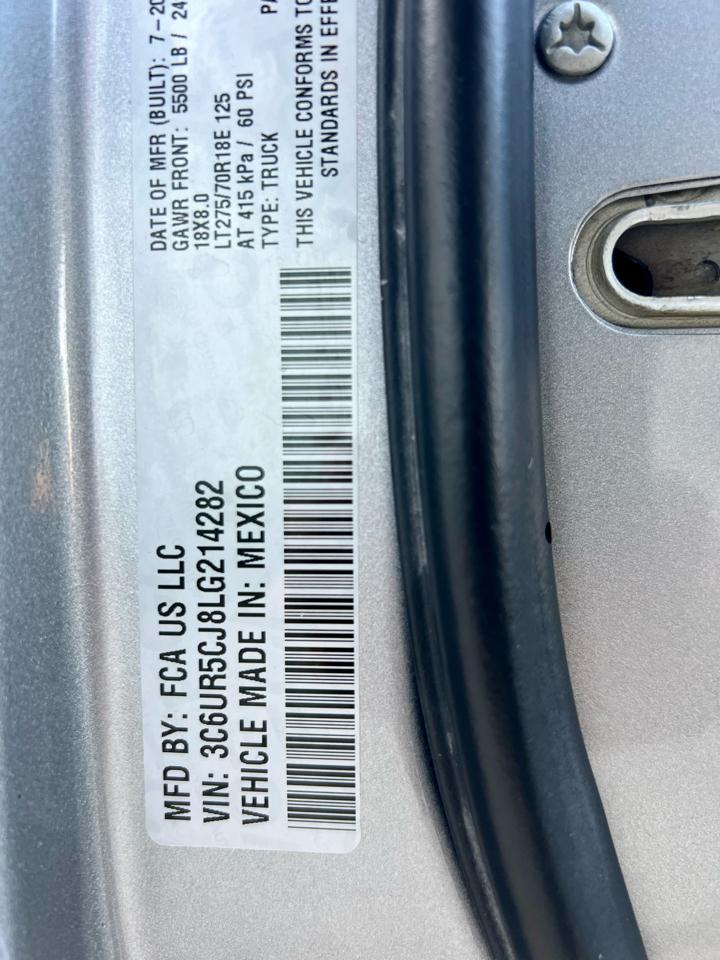 MFD BY: FCA US LLC
VIN: 3C6UR5CJ8LG214282
VEHICLE MADE IN: MEXICO
DATE OF MFR (BUILT): 7-20
GAWR FRONT: 5500 LB / 24
18X8.0
LT275/70R18E 125
AT 415 kPa / 60 PSI
TYPE: TRUCK PA
THIS VEHICLE CONFORMS TO
STANDARDS IN EFFE